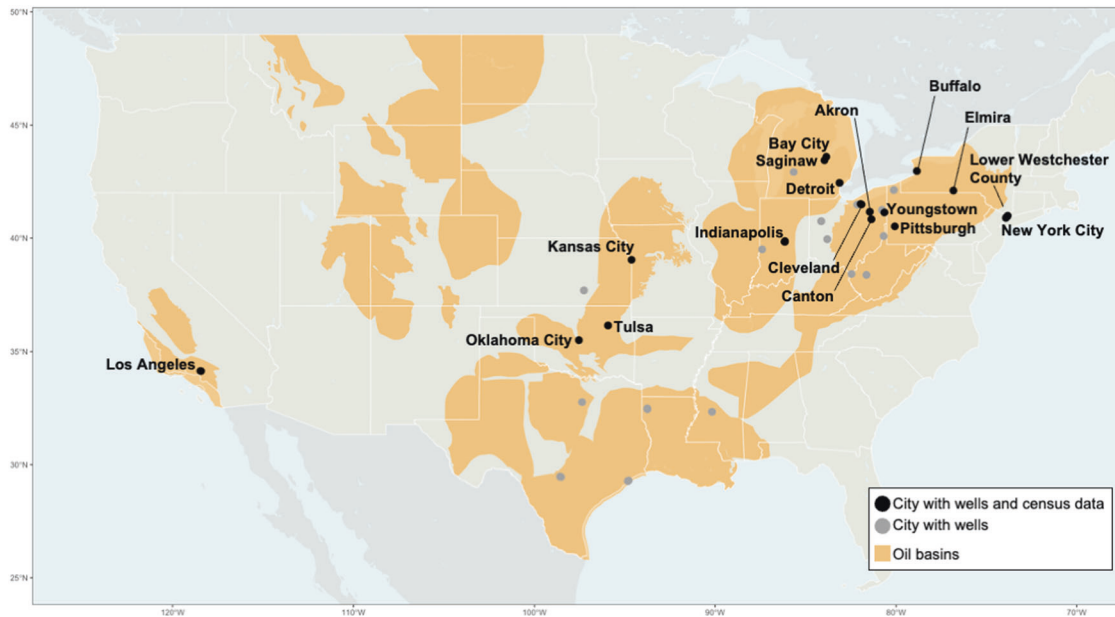 50°N
45°N
40°N
35°N
30°N
25°N
120°W
110°W
100°W
90°W
80°W
70°W
Buffalo
Akron
Elmira
Bay City
Saginaw
Lower Westchester
County
Detroit
Youngstown
New York City
Indianapolis
Pittsburgh
Kansas City
Cleveland
Canton
Tulsa
Oklahoma City
Los Angeles
City with wells and census data
City with wells
Oil basins